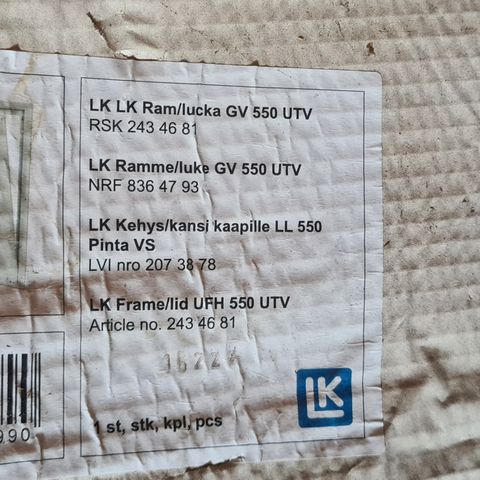 LK LK Ram/lucka GV 550 UTV
RSK 243 46 81
LK Ramme/luke GV 550 UTV
NRF 836 47 93
LK Kehys/kansi kaapille LL 550
Pinta VS
LVI nro 207 38 78
LK Frame/lid UFH 550 UTV
Article no. 243 46 81
LK
1 st, stk, kpl, pcs
990